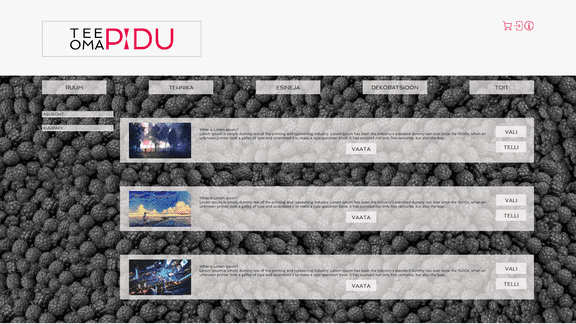 TEE
OMA PIDU
RUUM TEHNIKA ESINEJA DEKORATSIOON TOIT
ASUKOHT
KUUPÄEV
What is Lorem Ipsum?
Lorem Ipsum is simply dummy text of the printing and typesetting industry. Lorem Ipsum has been the industry's standard dummy text ever since the 1500s, when an
unknown printer took a galley of type and scrambled it to make a type specimen book. It has survived not only five centuries, but also the leap...
VAATA
VALI
TELLI
What is Lorem Ipsum?
Lorem Ipsum is simply dummy text of the printing and typesetting industry. Lorem Ipsum has been the industry's standard dummy text ever since the 1500s, when an
unknown printer took a galley of type and scrambled it to make a type specimen book. It has survived not only five centuries, but also the leap...
VAATA
VALI
TELLI
What is Lorem Ipsum?
Lorem Ipsum is simply dummy text of the printing and typesetting industry. Lorem Ipsum has been the industry's standard dummy text ever since the 1500s, when an
unknown printer took a galley of type and scrambled it to make a type specimen book. It has survived not only five centuries, but also the leap...
VAATA
VALI
TELLI